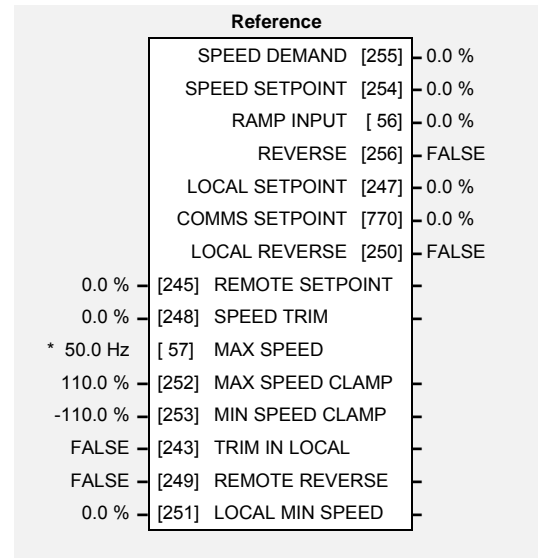 Reference
SPEED DEMAND [255] – 0.0 %
SPEED SETPOINT [254] – 0.0 %
RAMP INPUT [ 56] – 0.0 %
REVERSE [256] – FALSE
LOCAL SETPOINT [247] – 0.0 %
COMMS SETPOINT [770] – 0.0 %
LOCAL REVERSE [250] – FALSE
0.0 % – [245] REMOTE SETPOINT –
0.0 % – [248] SPEED TRIM –
* 50.0 Hz [ 57] MAX SPEED
110.0 % – [252] MAX SPEED CLAMP –
-110.0 % – [253] MIN SPEED CLAMP –
FALSE – [243] TRIM IN LOCAL –
FALSE – [249] REMOTE REVERSE –
0.0 % – [251] LOCAL MIN SPEED –